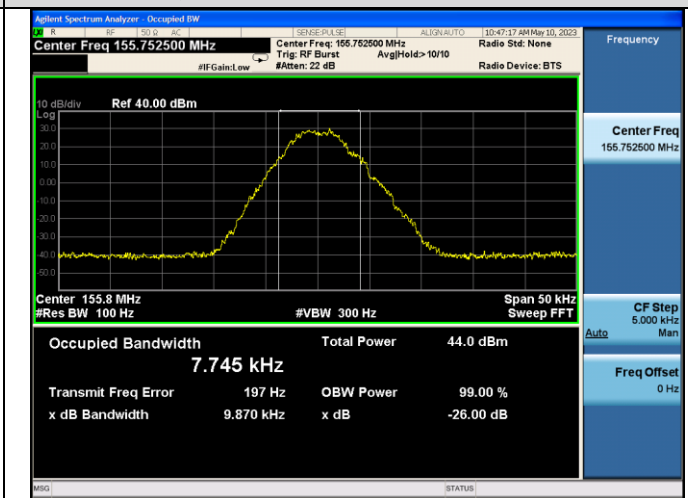 Agilent Spectrum Analyzer - Occupied BW
R RF 50 Ω AC SENSE:PULSE ALIGN AUTO 10:47:17 AM May 10, 2023
Center Freq 155.752500 MHz
Center Freq: 155.752500 MHz Radio Std: None
Trig: RF Burst Avg|Hold:>10/10
#IFGain:Low #Atten: 22 dB Radio Device: BTS
Frequency
10 dB/div Ref 40.00 dBm
Log
30.0
20.0
10.0
0.00
-10.0
-20.0
-30.0
-40.0
-50.0
Center 155.8 MHz Span 50 kHz
#Res BW 100 Hz #VBW 300 Hz Sweep FFT
Occupied Bandwidth Total Power 44.0 dBm
7.745 kHz
Transmit Freq Error 197 Hz OBW Power 99.00 %
x dB Bandwidth 9.870 kHz x dB -26.00 dB
Center Freq
155.752500 MHz
CF Step
5.000 kHz
Auto Man
Freq Offset
0 Hz
MSG STATUS